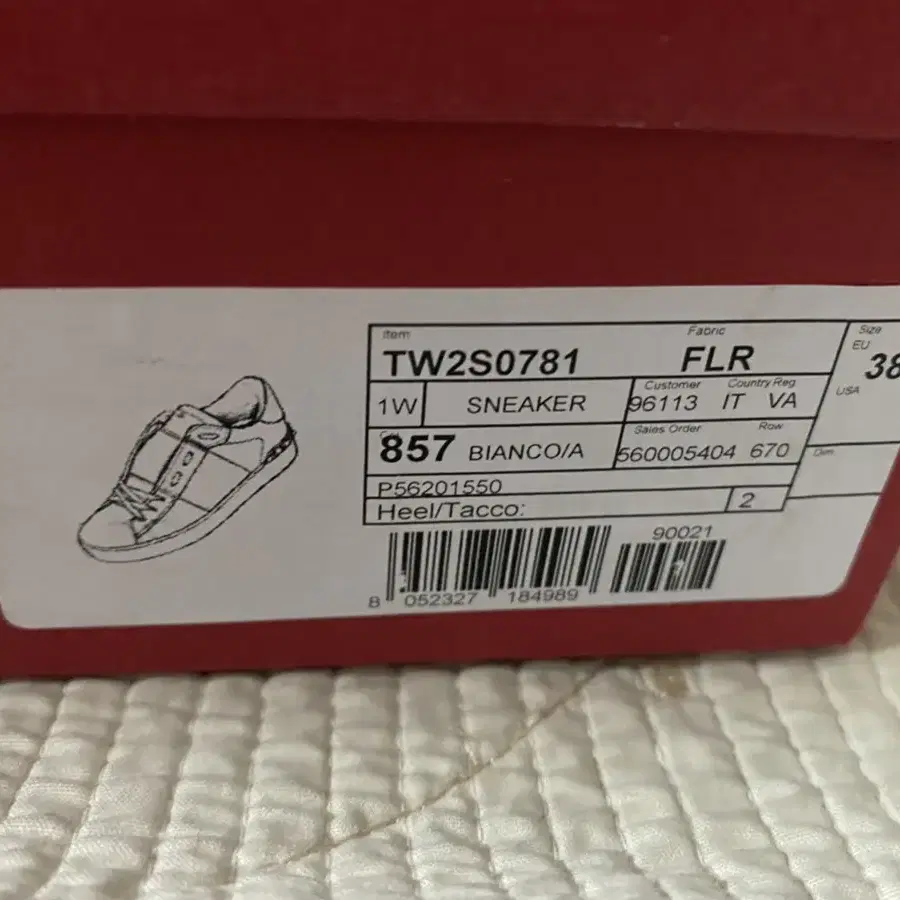 Item Fabric Size
TW2S0781 FLR EU 38
Customer Country Reg USA
1W SNEAKER 96113 IT VA
Sales Order Row
857 BIANCO/A 560005404 670 Dim
P56201550
Heel/Tacco: 2
90021
8 052327 184989